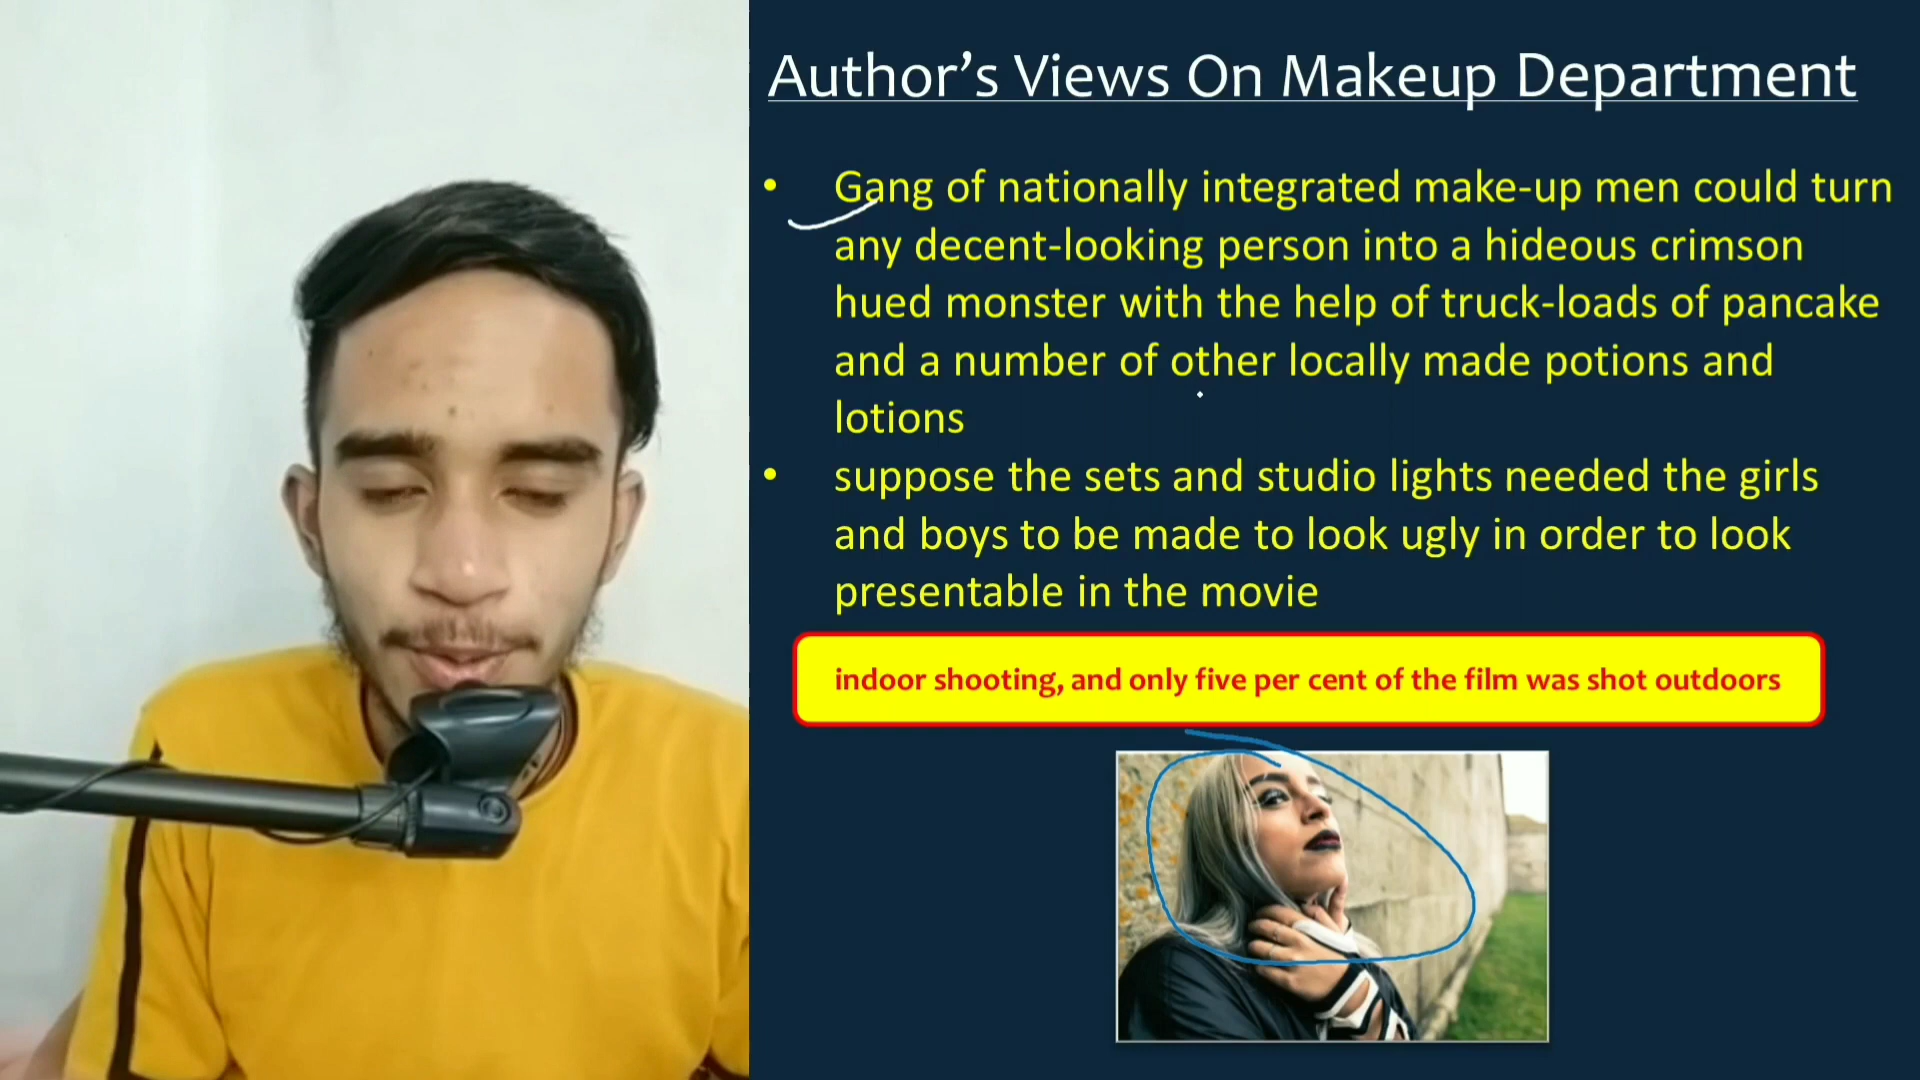 Author’s Views On Makeup Department
• Gang of nationally integrated make-up men could turn
any decent-looking person into a hideous crimson
hued monster with the help of truck-loads of pancake
and a number of other locally made potions and
lotions
• suppose the sets and studio lights needed the girls
and boys to be made to look ugly in order to look
presentable in the movie
indoor shooting, and only five per cent of the film was shot outdoors